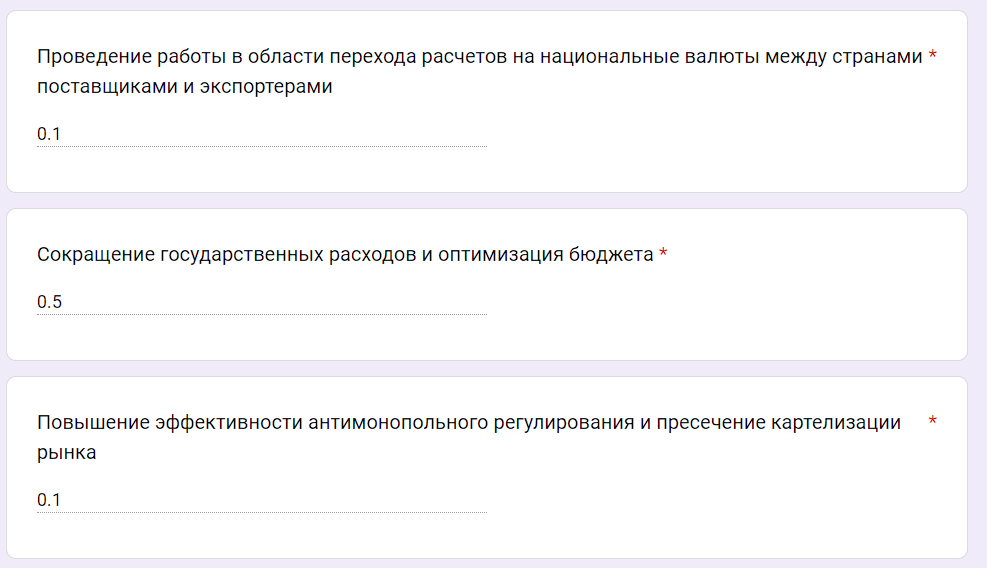 Проведение работы в области перехода расчетов на национальные валюты между странами *
поставщиками и экспортерами
0.1
Сокращение государственных расходов и оптимизация бюджета *
0.5
Повышение эффективности антимонопольного регулирования и пресечение картелизации *
рынка
0.1